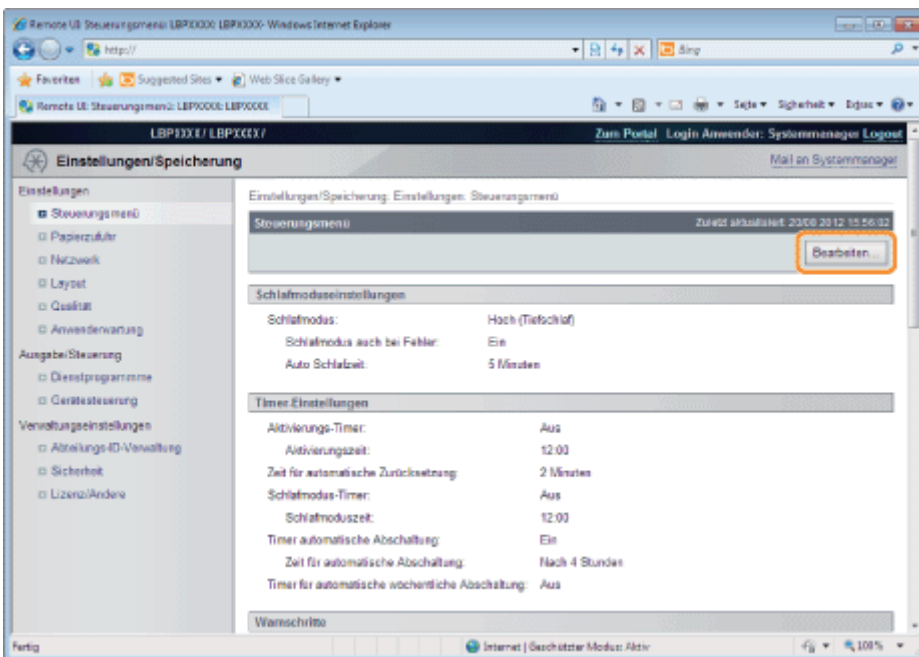 Remote UI: Steuerungsmenü: LBPXXXX: LBPXXXX- Windows Internet Explorer
http://
Bing
Favoriten Suggested Sites Web Slice Gallery
Remote UI: Steuerungsmenü: LBPXXXX: LBPXXXX
Seite Sicherheit Extras
LBPXXXX/ LBPXXXX /
Zum Portal Login Anwender: Systemmanager Logout
Einstellungen/Speicherung
Mail an Systemmanager
Einstellungen
Steuerungsmenü
Papierzufuhr
Netzwerk
Layout
Qualität
Anwenderwartung
Ausgabe/Steuerung
Dienstprogrammme
Gerätesteuerung
Verwaltungseinstellungen
Abteilungs-ID-Verwaltung
Sicherheit
Lizenz/Andere
Einstellungen/Speicherung: Einstellungen: Steuerungsmenü
Steuerungsmenü
Zuletzt aktualisiert: 20/08 2012 15:56:02
Bearbeiten...
Schlafmoduseinstellungen
Schlafmodus: Hoch (Tiefschlaf)
Schlafmodus auch bei Fehler: Ein
Auto Schlafzeit: 5 Minuten
Timer-Einstellungen
Aktivierungs-Timer: Aus
Aktivierungszeit: 12:00
Zeit für automatische Zurücksetzung: 2 Minuten
Schlafmodus-Timer: Aus
Schlafmoduszeit: 12:00
Timer automatische Abschaltung: Ein
Zeit für automatische Abschaltung: Nach 4 Stunden
Timer für automatische wöchentliche Abschaltung: Aus
Warnschritte
Fertig
Internet | Geschützter Modus: Aktiv
100%